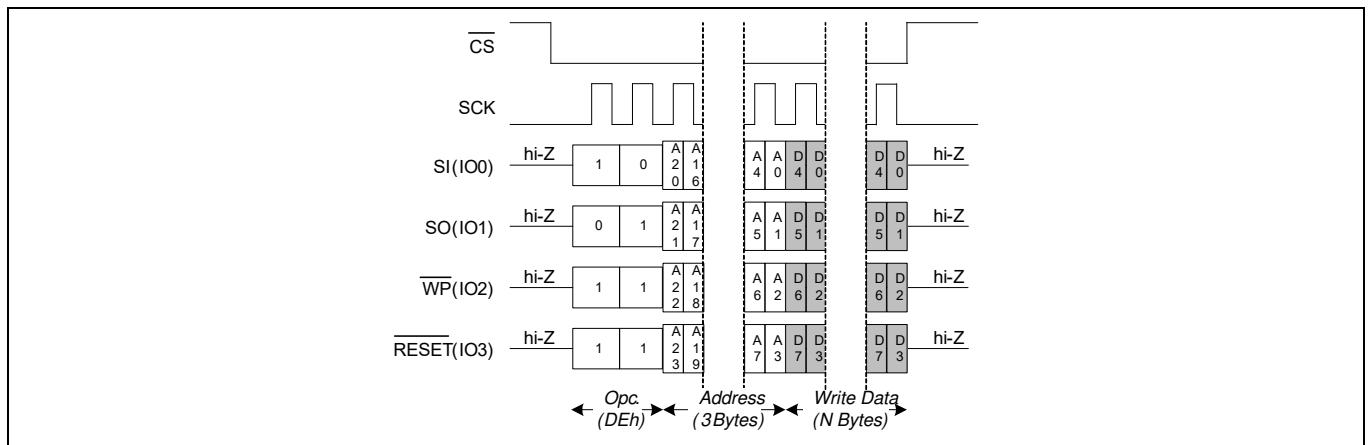 CS
SCK
SI(IO0) hi-Z 1 0 A20 A16 A4 A0 D4 D0 D4 D0 hi-Z
SO(IO1) hi-Z 0 1 A21 A17 A5 A1 D5 D1 D5 D1 hi-Z
WP(IO2) hi-Z 1 1 A22 A18 A6 A2 D6 D2 D6 D2 hi-Z
RESET(IO3) hi-Z 1 1 A23 A19 A7 A3 D7 D3 D7 D3 hi-Z
Opc. Address Write Data
(DEh) (3Bytes) (N Bytes)